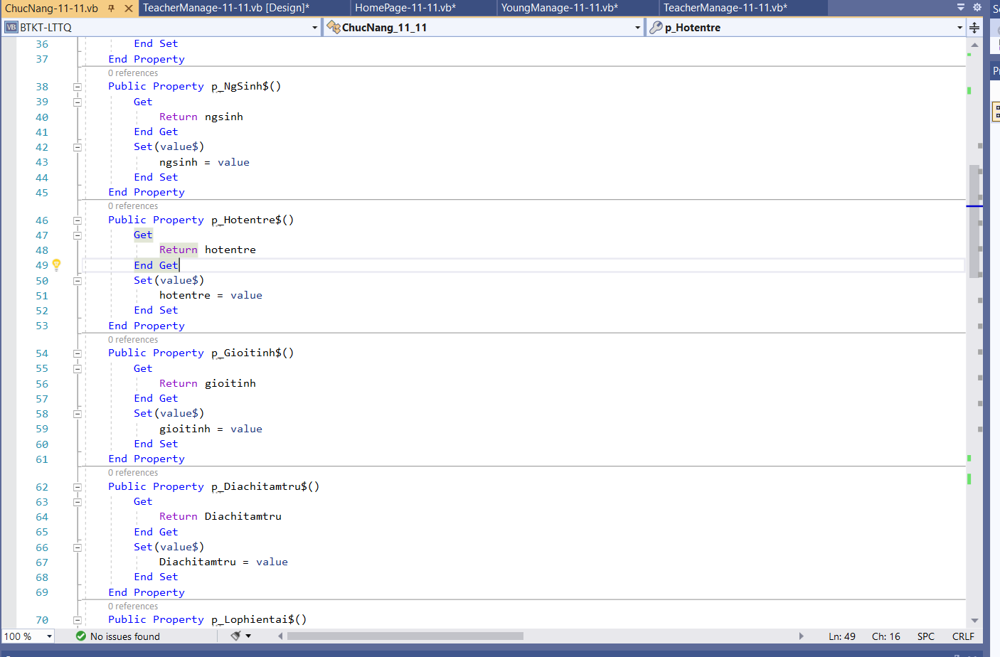 ChucNang-11-11.vb TeacherManage-11-11.vb [Design]* HomePage-11-11.vb* YoungManage-11-11.vb* TeacherManage-11-11.vb*
VB BTKT-LTTQ ChucNang_11_11 p_Hotentre
36 End Set
37 End Property
0 references
38 Public Property p_NgSinh$()
39 Get
40 Return ngsinh
41 End Get
42 Set(value$)
43 ngsinh = value
44 End Set
45 End Property
0 references
46 Public Property p_Hotentre$()
47 Get
48 Return hotentre
49 End Get
50 Set(value$)
51 hotentre = value
52 End Set
53 End Property
0 references
54 Public Property p_Gioitinh$()
55 Get
56 Return gioitinh
57 End Get
58 Set(value$)
59 gioitinh = value
60 End Set
61 End Property
0 references
62 Public Property p_Diachitamtru$()
63 Get
64 Return Diachitamtru
65 End Get
66 Set(value$)
67 Diachitamtru = value
68 End Set
69 End Property
0 references
70 Public Property p_Lophientai$()
100 % No issues found Ln: 49 Ch: 16 SPC CRLF